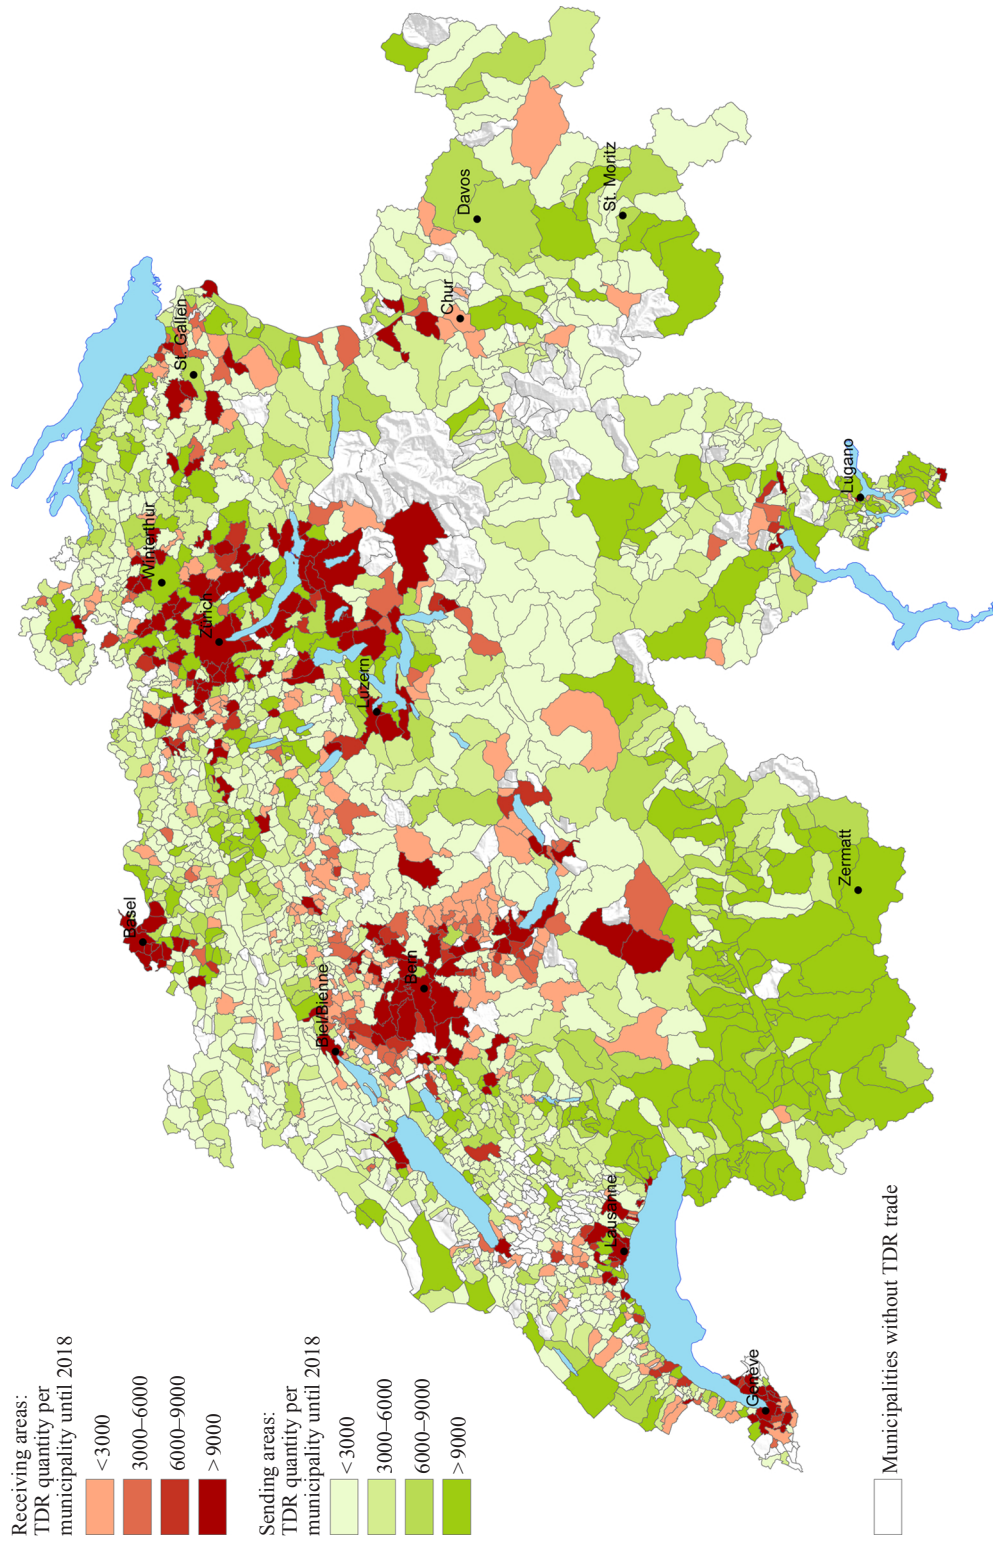 Receiving areas:
TDR quantity per
municipality until 2018
<3000
3000–6000
6000–9000
>9000
Sending areas:
TDR quantity per
municipality until 2018
<3000
3000–6000
6000–9000
>9000
Municipalities without TDR trade
Basel
Winterthur
Zürich
St. Gallen
Biel/Bienne
Luzern
Bern
Chur
Davos
St. Moritz
Lausanne
Genève
Zermatt
Lugano